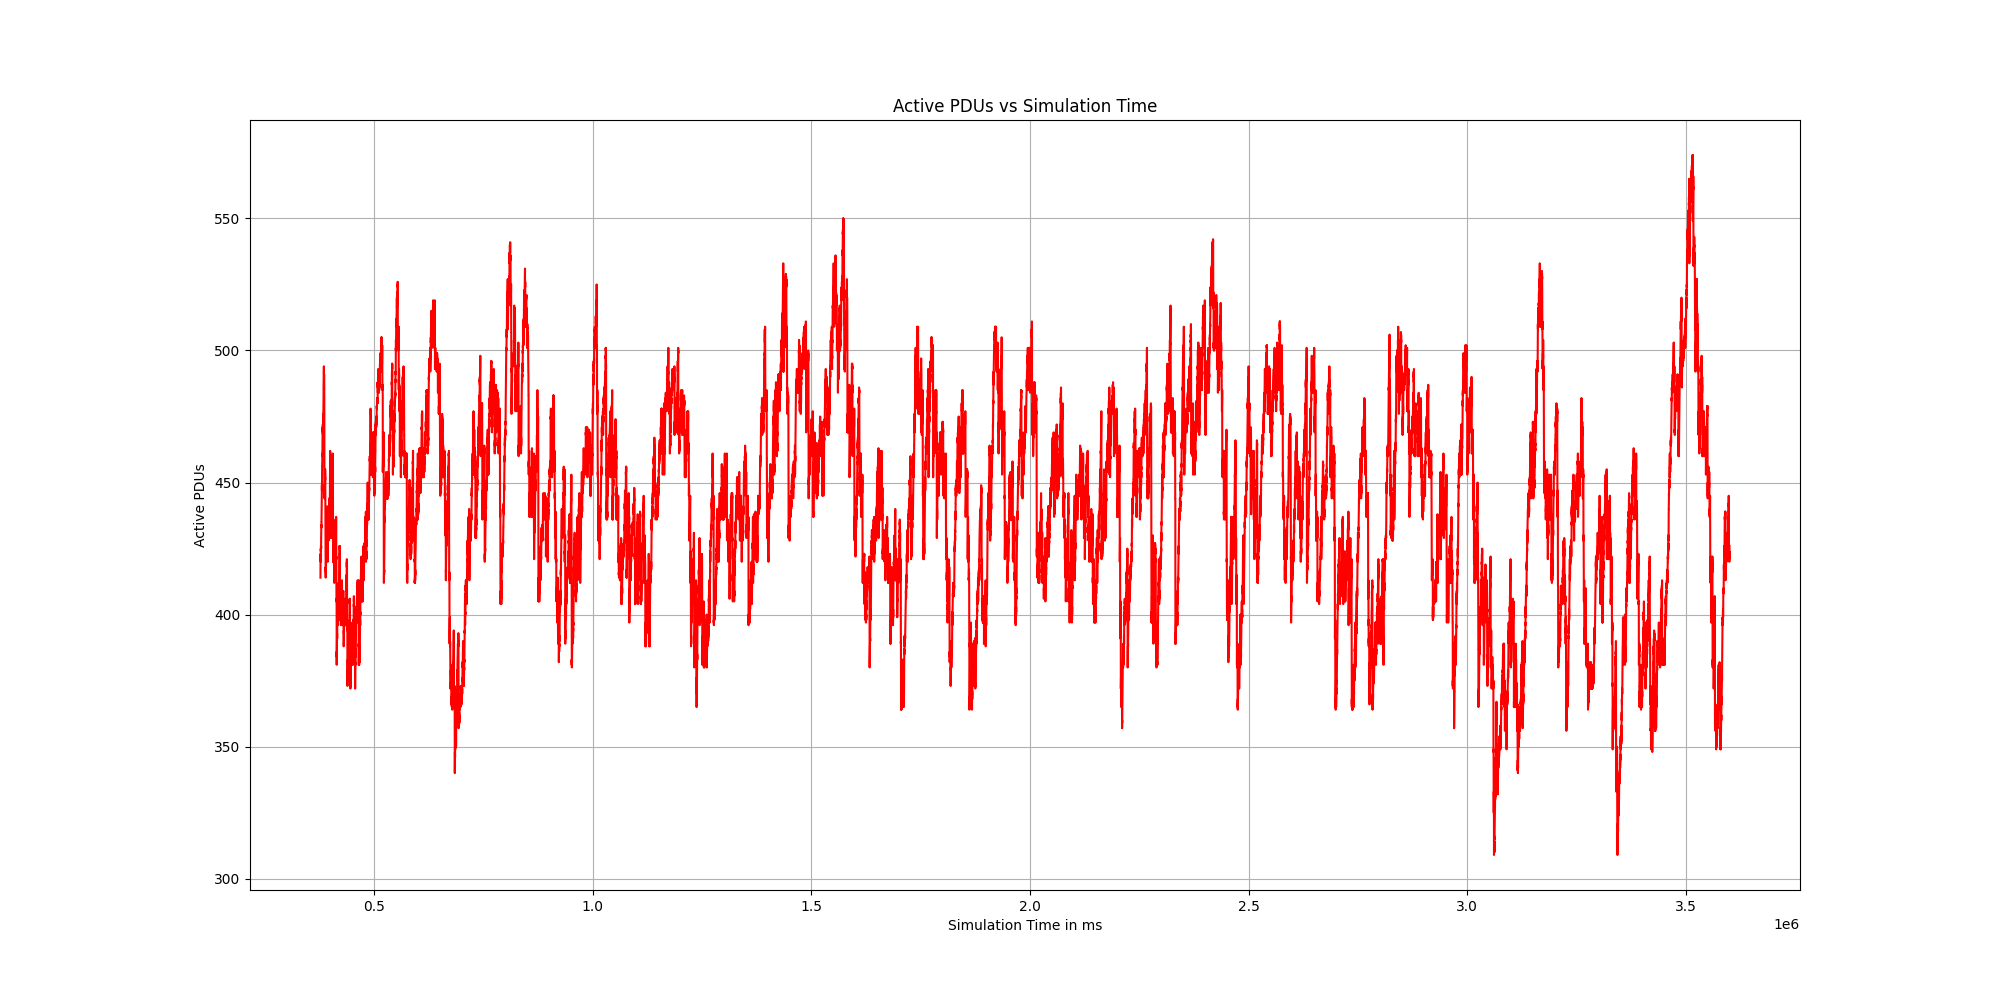 Active PDUs vs Simulation Time
Active PDUs
550
500
450
400
350
300
0.5 1.0 1.5 2.0 2.5 3.0 3.5
1e6
Simulation Time in ms